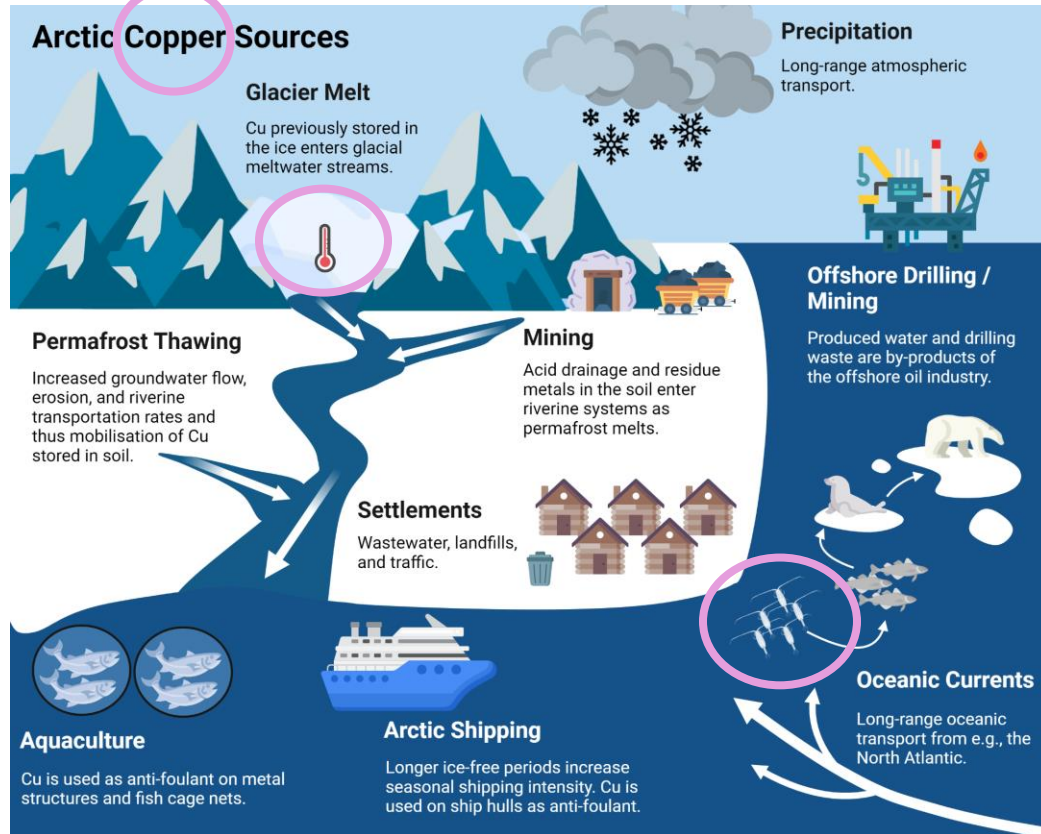 Arctic Copper Sources
Precipitation
Long-range atmospheric
transport.
Glacier Melt
Cu previously stored in
the ice enters glacial
meltwater streams.
Offshore Drilling /
Mining
Produced water and drilling
waste are by-products of
the offshore oil industry.
Permafrost Thawing
Increased groundwater flow,
erosion, and riverine
transportation rates and
thus mobilisation of Cu
stored in soil.
Mining
Acid drainage and residue
metals in the soil enter
riverine systems as
permafrost melts.
Settlements
Wastewater, landfills,
and traffic.
Oceanic Currents
Long-range oceanic
transport from e.g., the
North Atlantic.
Aquaculture
Cu is used as anti-foulant on metal
structures and fish cage nets.
Arctic Shipping
Longer ice-free periods increase
seasonal shipping intensity. Cu is
used on ship hulls as anti-foulant.